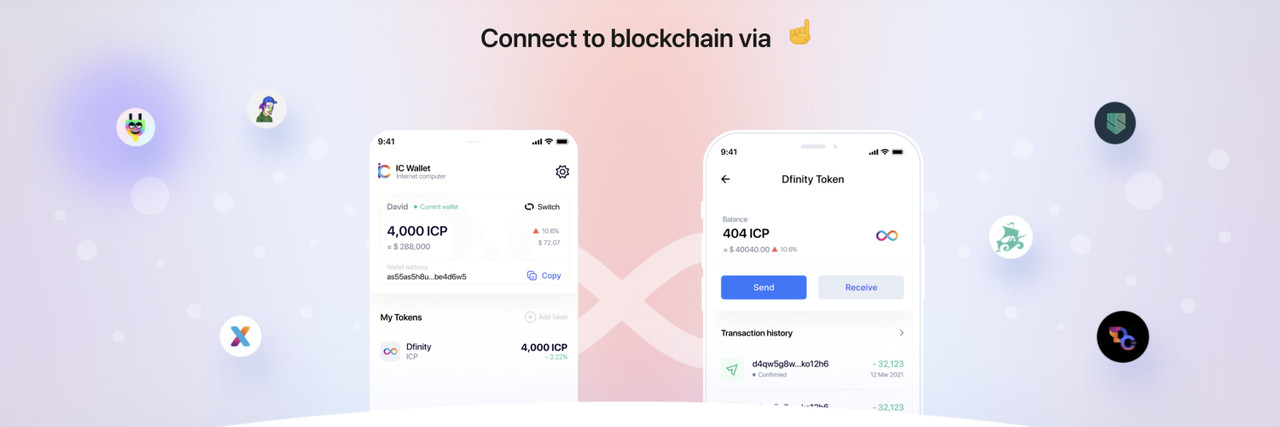 Connect to blockchain via
9:41
IC Wallet
Internet computer
David
Current wallet
Switch
4,000 ICP
10.6%
≈ $ 288,000
$ 72.07
Wallet address
as55as5h8u...be4d6w5
Copy
My Tokens
Add Token
Dfinity
4,000 ICP
ICP
- 3.22%
9:41
Dfinity Token
Balance
404 ICP
≈ $ 40040.00
10.6%
Send
Receive
Transaction history
d4qw5g8w...ko12h6
- 32,123
Confirmed
12 Mar 2021
- 32,123